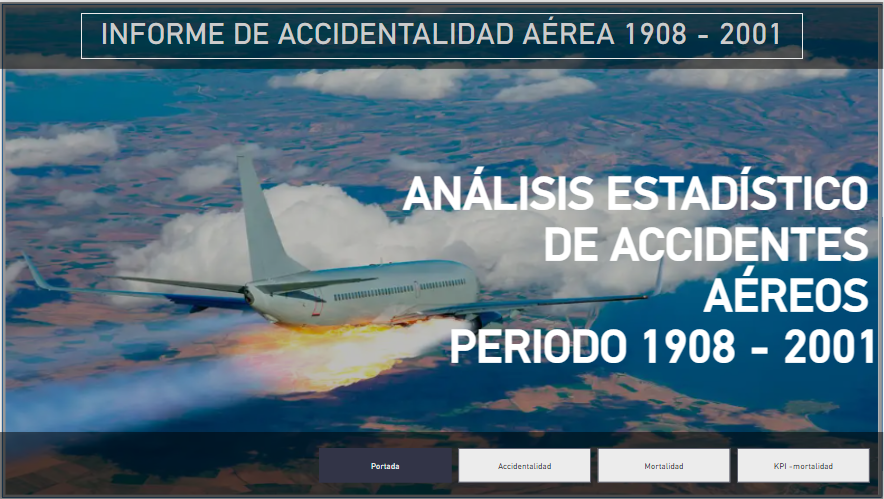 INFORME DE ACCIDENTALIDAD AÉREA 1908 - 2001
ANÁLISIS ESTADÍSTICO
DE ACCIDENTES
AÉREOS
PERIODO 1908 - 2001
Portada
Accidentalidad
Mortalidad
KPI -mortalidad